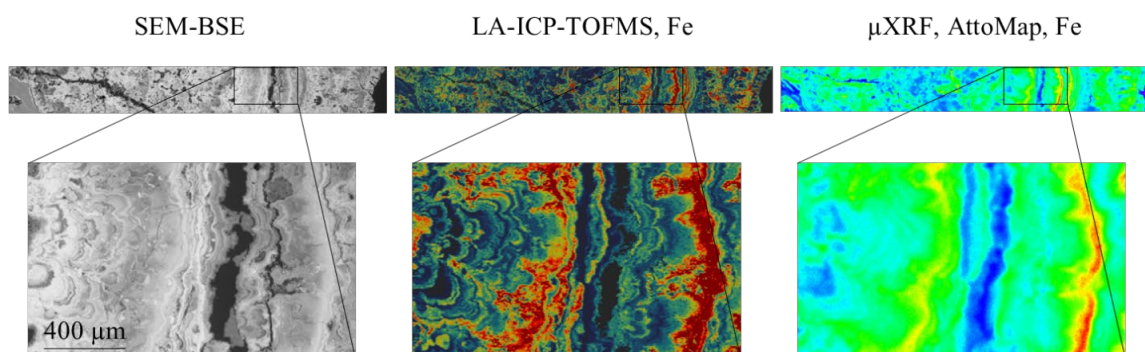 SEM-BSE
LA-ICP-TOFMS, Fe
μXRF, AttoMap, Fe
400 μm